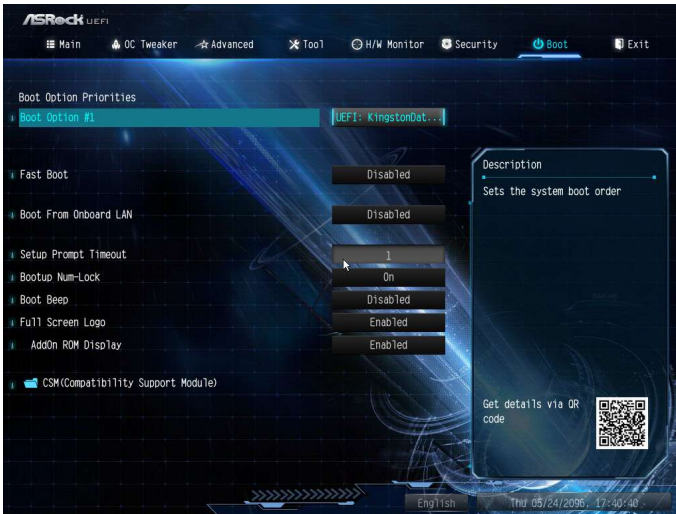 ASRock UEFI
Main OC Tweaker Advanced Tool H/W Monitor Security Boot Exit
Boot Option Priorities
Boot Option #1 UEFI: KingstonDat...
Fast Boot Disabled
Boot From Onboard LAN Disabled
Setup Prompt Timeout 1
Bootup Num-Lock On
Boot Beep Disabled
Full Screen Logo Enabled
AddOn ROM Display Enabled
CSM(Compatibility Support Module)
Description
Sets the system boot order
Get details via QR
code
English Thu 05/24/2096, 17:40:40